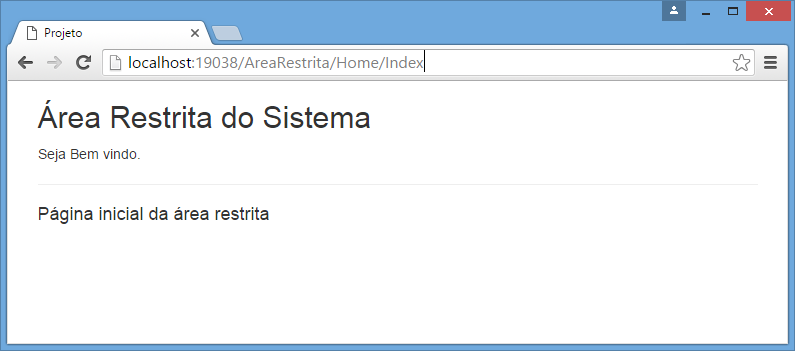 Projeto
localhost:19038/AreaRestrita/Home/Index
Área Restrita do Sistema
Seja Bem vindo.
Página inicial da área restrita